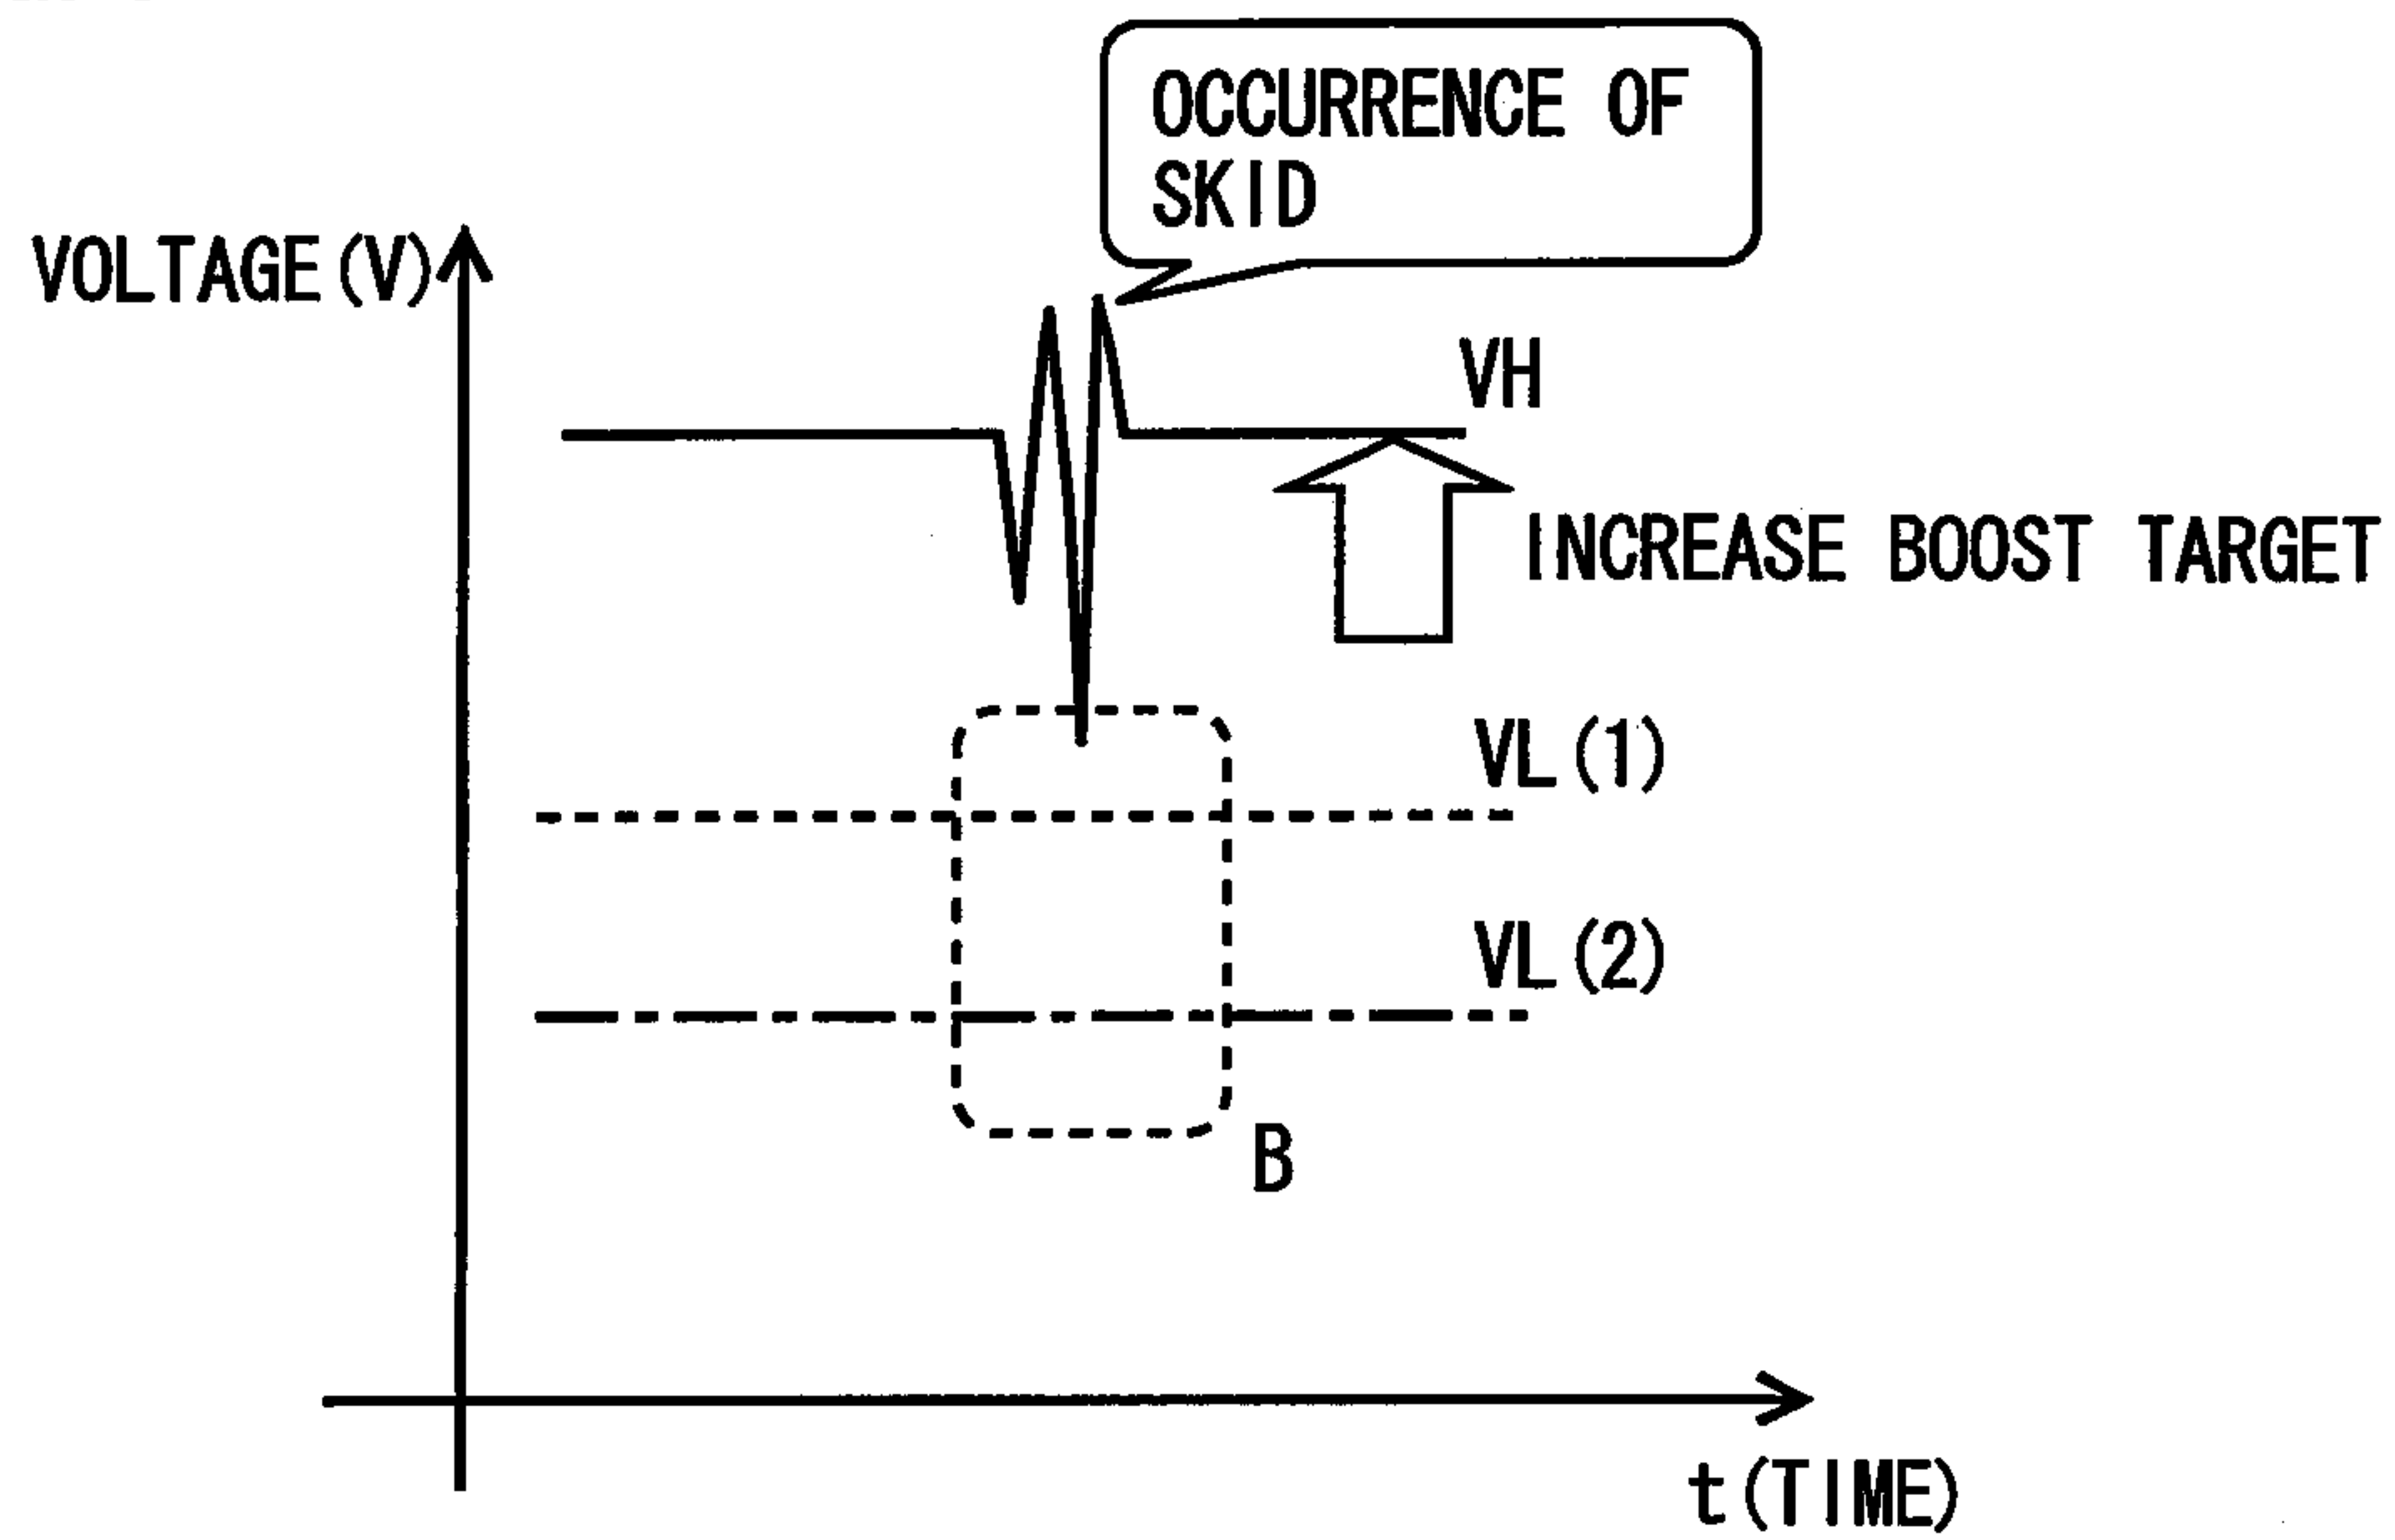 OCCURRENCE OF
SKID
VOLTAGE(V)
VH
INCREASE BOOST TARGET
VL(1)
VL(2)
B
t(TIME)